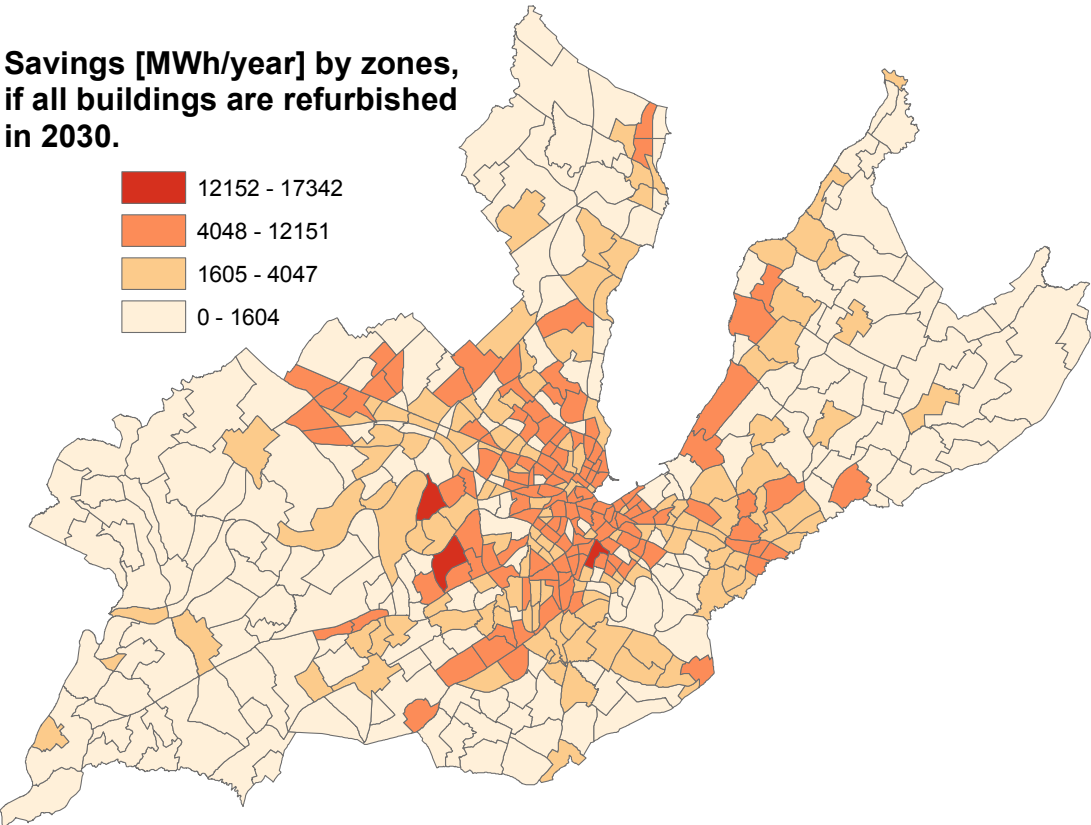 Savings [MWh/year] by zones,
if all buildings are refurbished
in 2030.
12152 - 17342
4048 - 12151
1605 - 4047
0 - 1604